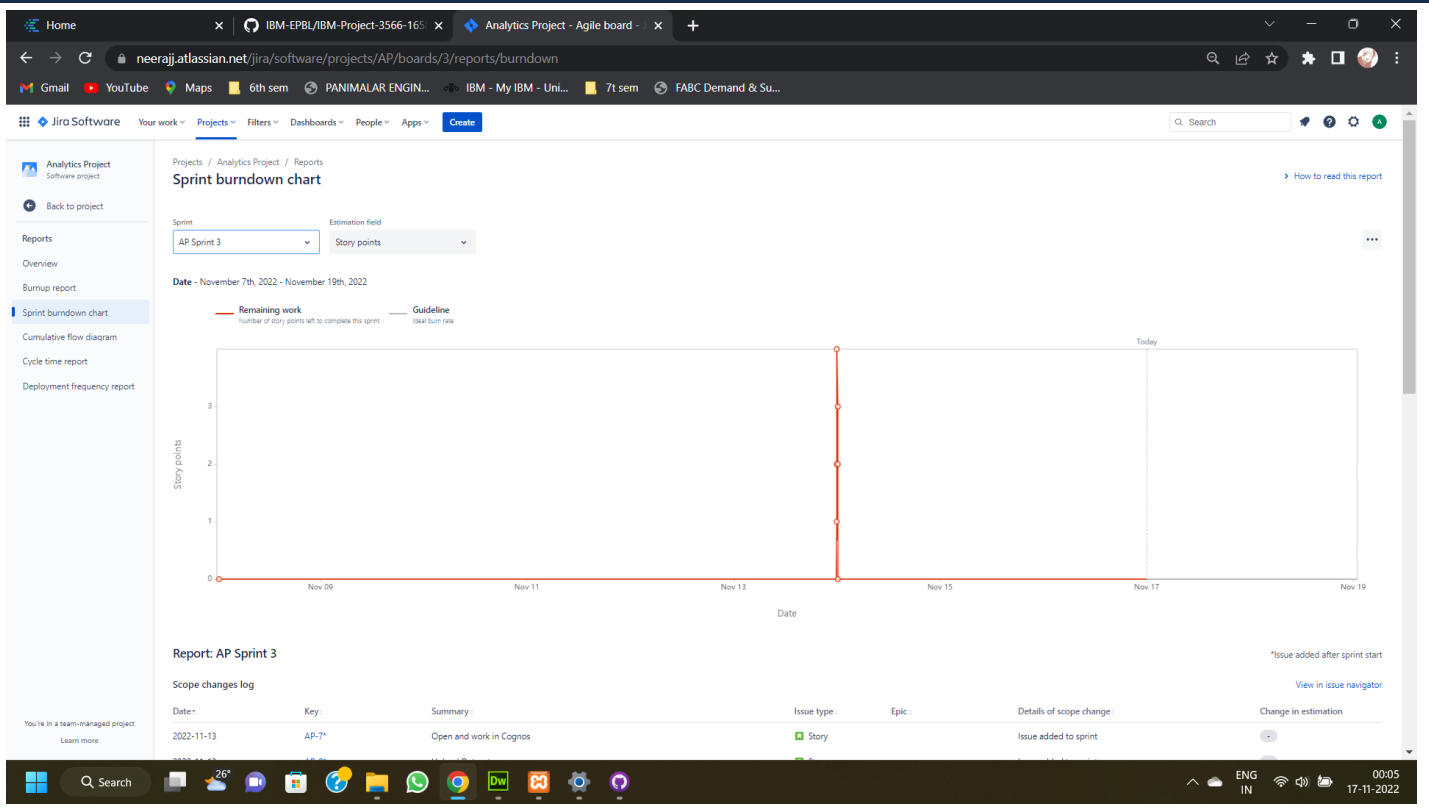 Home
IBM-EPBL/IBM-Project-3566-165
Analytics Project - Agile board -
neerajj.atlassian.net/jira/software/projects/AP/boards/3/reports/burndown
Gmail YouTube Maps 6th sem PANIMALAR ENGIN... IBM - My IBM - Uni... 7t sem FABC Demand & Su...
Jira Software Your work Projects Filters Dashboards People Apps Create Search A
Analytics Project
Software project
Back to project
Reports
Overview
Burnup report
Sprint burndown chart
Cumulative flow diagram
Cycle time report
Deployment frequency report
You're in a team-managed project
Learn more
Projects / Analytics Project / Reports
Sprint burndown chart
How to read this report
Sprint Estimation field
AP Sprint 3 Story points
Date - November 7th, 2022 - November 19th, 2022
Remaining work Guideline
Number of story points left to complete this sprint Ideal burn rate
Today
3
2
1
0
Story points
Nov 09 Nov 11 Nov 13 Nov 15 Nov 17 Nov 19
Date
Report: AP Sprint 3
*Issue added after sprint start
Scope changes log
View in issue navigator
Date Key Summary Issue type Epic Details of scope change Change in estimation
2022-11-13 AP-7* Open and work in Cognos Story Issue added to sprint -
Search 26° Dw ENG 00:05
IN 17-11-2022